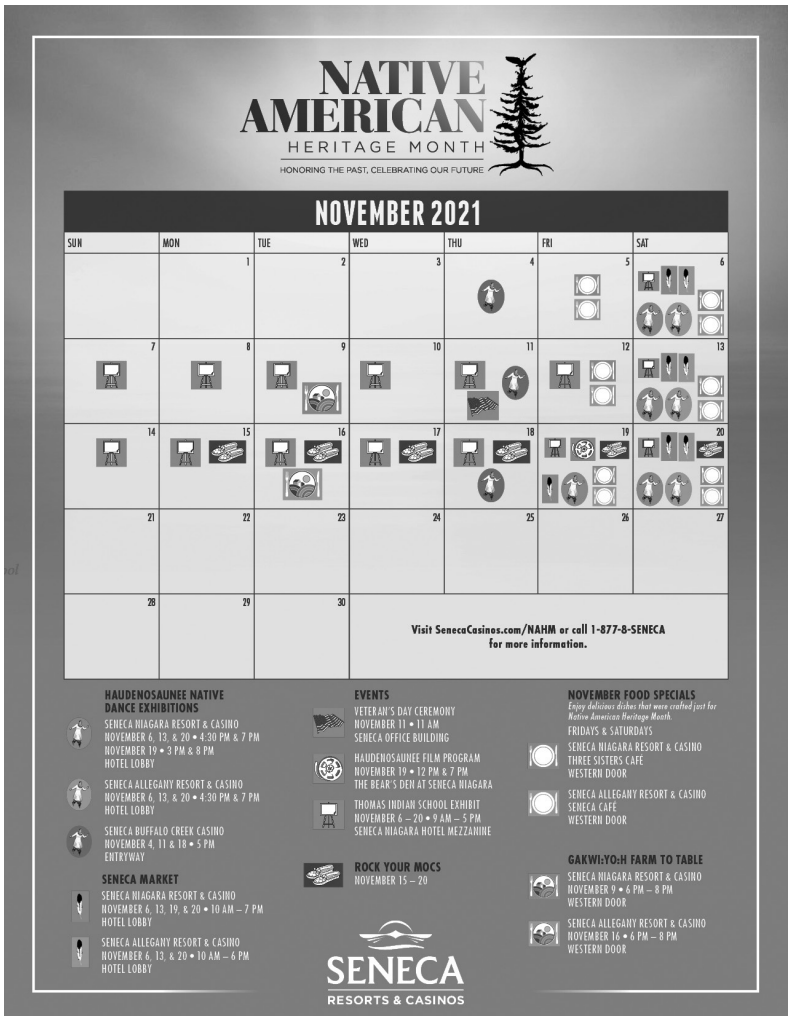 NATIVE
AMERICAN
HERITAGE MONTH
HONORING THE PAST, CELEBRATING OUR FUTURE
NOVEMBER 2021
SUN MON TUE WED THU FRI SAT
1 2 3 4 5 6
7 8 9 10 11 12 13
14 15 16 17 18 19 20
21 22 23 24 25 26 27
28 29 30
Visit SenecaCasinos.com/NAHM or call 1-877-8-SENECA
for more information.
HAUDENOSAUNEE NATIVE
DANCE EXHIBITIONS
SENECA NIAGARA RESORT & CASINO
NOVEMBER 6, 13, & 20 • 4:30 PM & 7 PM
NOVEMBER 19 • 3 PM & 8 PM
HOTEL LOBBY
SENECA ALLEGANY RESORT & CASINO
NOVEMBER 6, 13, & 20 • 4:30 PM & 7 PM
HOTEL LOBBY
SENECA BUFFALO CREEK CASINO
NOVEMBER 4, 11 & 18 • 5 PM
ENTRYWAY
SENECA MARKET
SENECA NIAGARA RESORT & CASINO
NOVEMBER 6, 13, 19, & 20 • 10 AM – 7 PM
HOTEL LOBBY
SENECA ALLEGANY RESORT & CASINO
NOVEMBER 6, 13, & 20 • 10 AM – 6 PM
HOTEL LOBBY
EVENTS
VETERAN'S DAY CEREMONY
NOVEMBER 11 • 11 AM
SENECA OFFICE BUILDING
HAUDENOSAUNEE FILM PROGRAM
NOVEMBER 19 • 12 PM & 7 PM
THE BEAR'S DEN AT SENECA NIAGARA
THOMAS INDIAN SCHOOL EXHIBIT
NOVEMBER 6 – 20 • 9 AM – 5 PM
SENECA NIAGARA HOTEL MEZZANINE
ROCK YOUR MOCS
NOVEMBER 15 – 20
NOVEMBER FOOD SPECIALS
Enjoy delicious dishes that were crafted just for
Native American Heritage Month.
FRIDAYS & SATURDAYS
SENECA NIAGARA RESORT & CASINO
THREE SISTERS CAFÉ
WESTERN DOOR
SENECA ALLEGANY RESORT & CASINO
SENECA CAFÉ
WESTERN DOOR
GAKWI:YO:H FARM TO TABLE
SENECA NIAGARA RESORT & CASINO
NOVEMBER 9 • 6 PM – 8 PM
WESTERN DOOR
SENECA ALLEGANY RESORT & CASINO
NOVEMBER 16 • 6 PM – 8 PM
WESTERN DOOR
SENECA
RESORTS & CASINOS